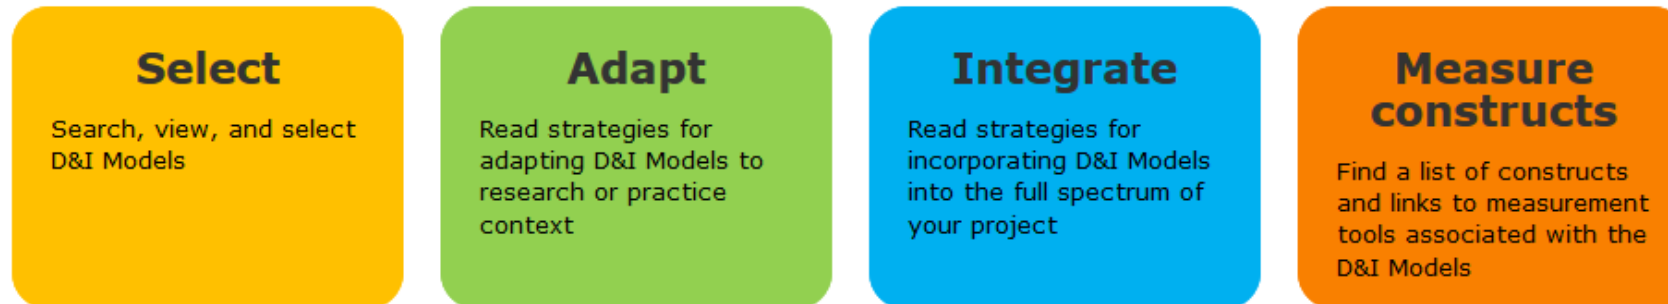 Select
Search, view, and select
D&I Models
Adapt
Read strategies for
adapting D&I Models to
research or practice
context
Integrate
Read strategies for
incorporating D&I Models
into the full spectrum of
your project
Measure
constructs
Find a list of constructs
and links to measurement
tools associated with the
D&I Models